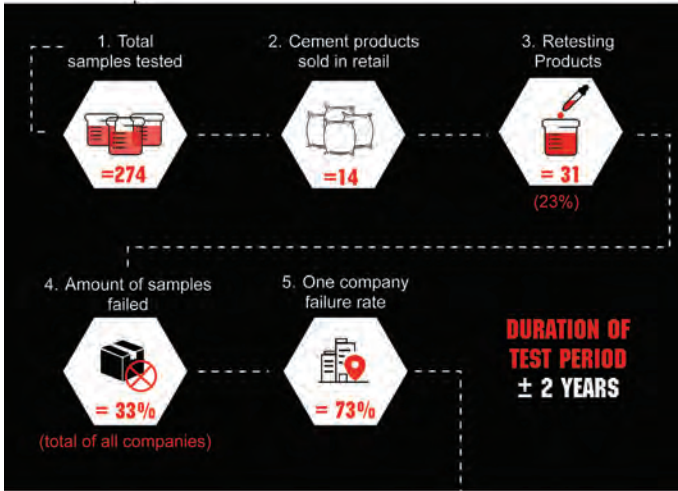 1. Total
samples tested
=274
2. Cement products
sold in retail
=14
3. Retesting
Products
= 31
(23%)
4. Amount of samples
failed
= 33%
(total of all companies)
5. One company
failure rate
= 73%
DURATION OF
TEST PERIOD
± 2 YEARS